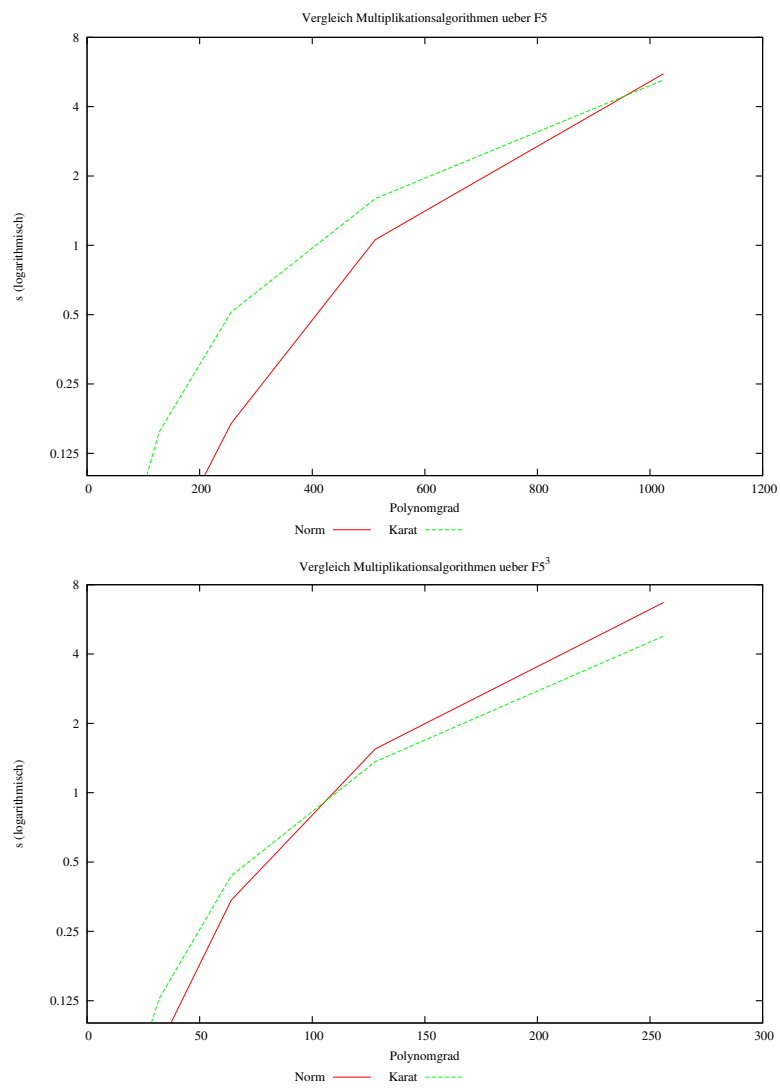 Vergleich Multiplikationsalgorithmen ueber F5
8
4
2
1
0.5
0.25
0.125
s (logarithmisch)
0 200 400 600 800 1000 1200
Polynomgrad
Norm Karat
Vergleich Multiplikationsalgorithmen ueber F5³
8
4
2
1
0.5
0.25
0.125
s (logarithmisch)
0 50 100 150 200 250 300
Polynomgrad
Norm Karat